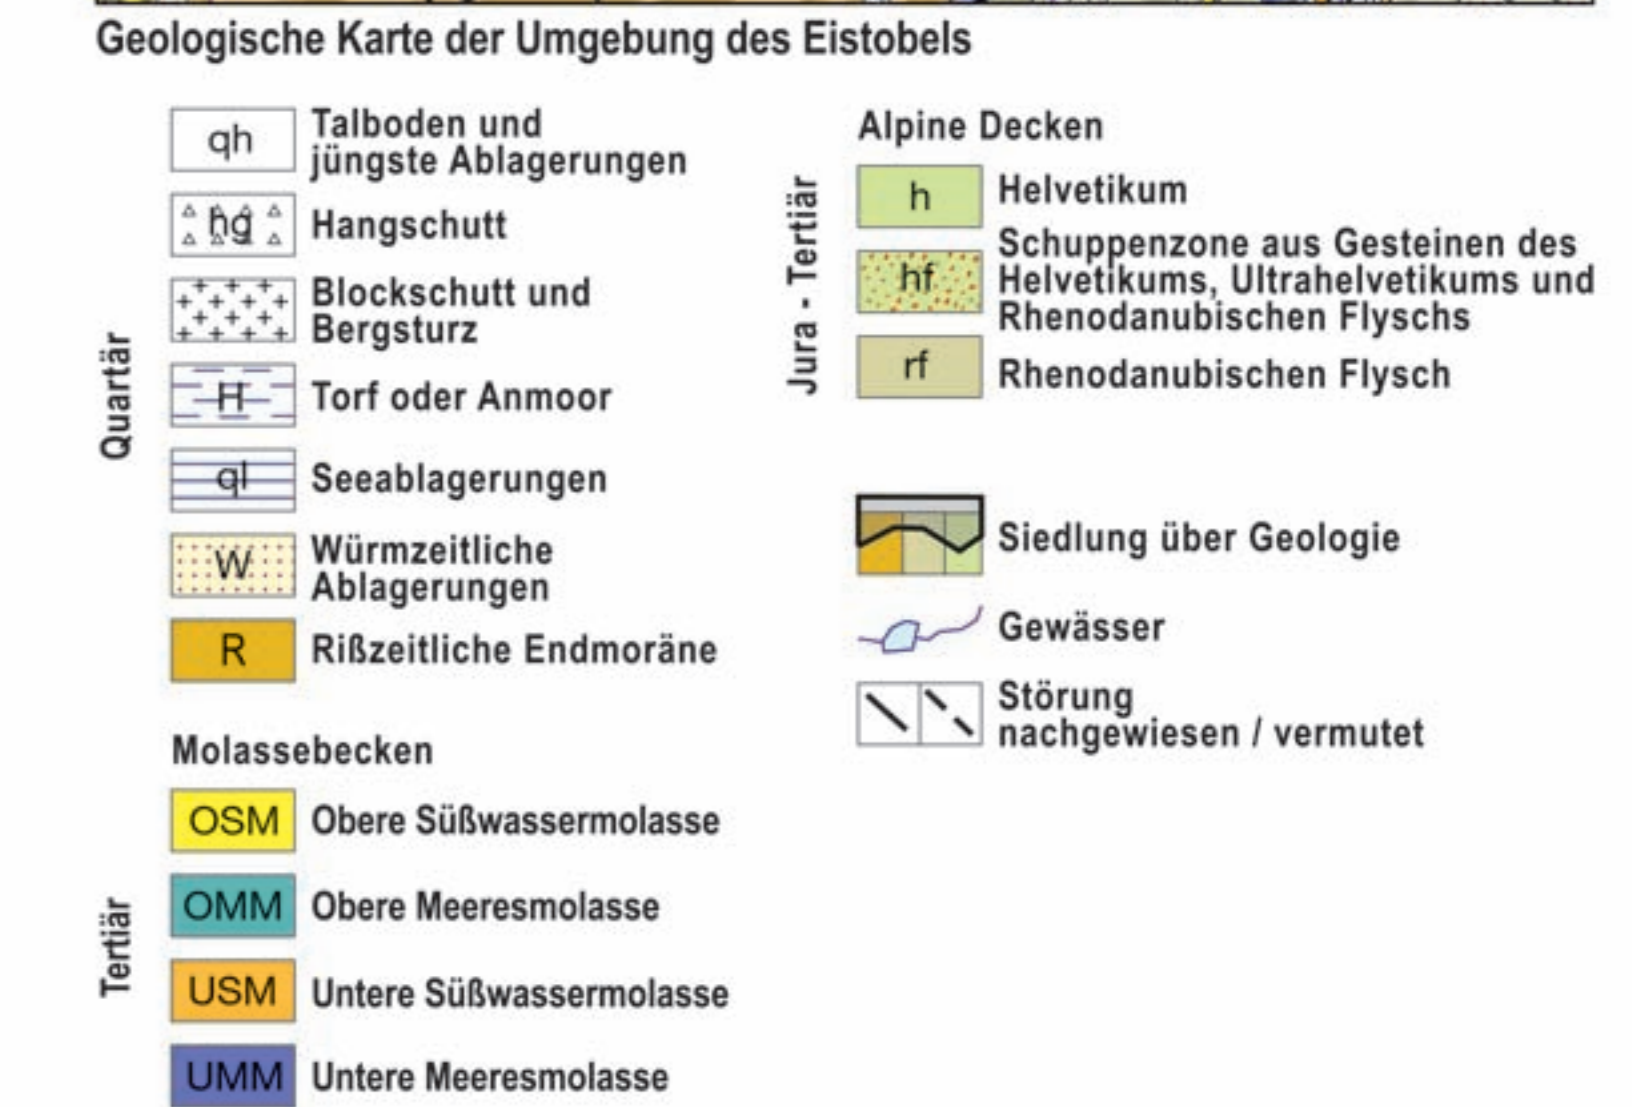 Geologische Karte der Umgebung des Eistobels
Quartär
qh
Talboden und
jüngste Ablagerungen
hg
Hangschutt
Blockschutt und
Bergsturz
H
Torf oder Anmoor
ql
Seeablagerungen
W
Würmzeitliche
Ablagerungen
R
Rißzeitliche Endmoräne
Molassebecken
Tertiär
OSM
Obere Süßwassermolasse
OMM
Obere Meeresmolasse
USM
Untere Süßwassermolasse
UMM
Untere Meeresmolasse
Alpine Decken
Jura - Tertiär
h
Helvetikum
hf
Schuppenzone aus Gesteinen des
Helvetikums, Ultrahelvetikums und
Rhenodanubischen Flyschs
rf
Rhenodanubischen Flysch
Siedlung über Geologie
Gewässer
Störung
nachgewiesen / vermutet